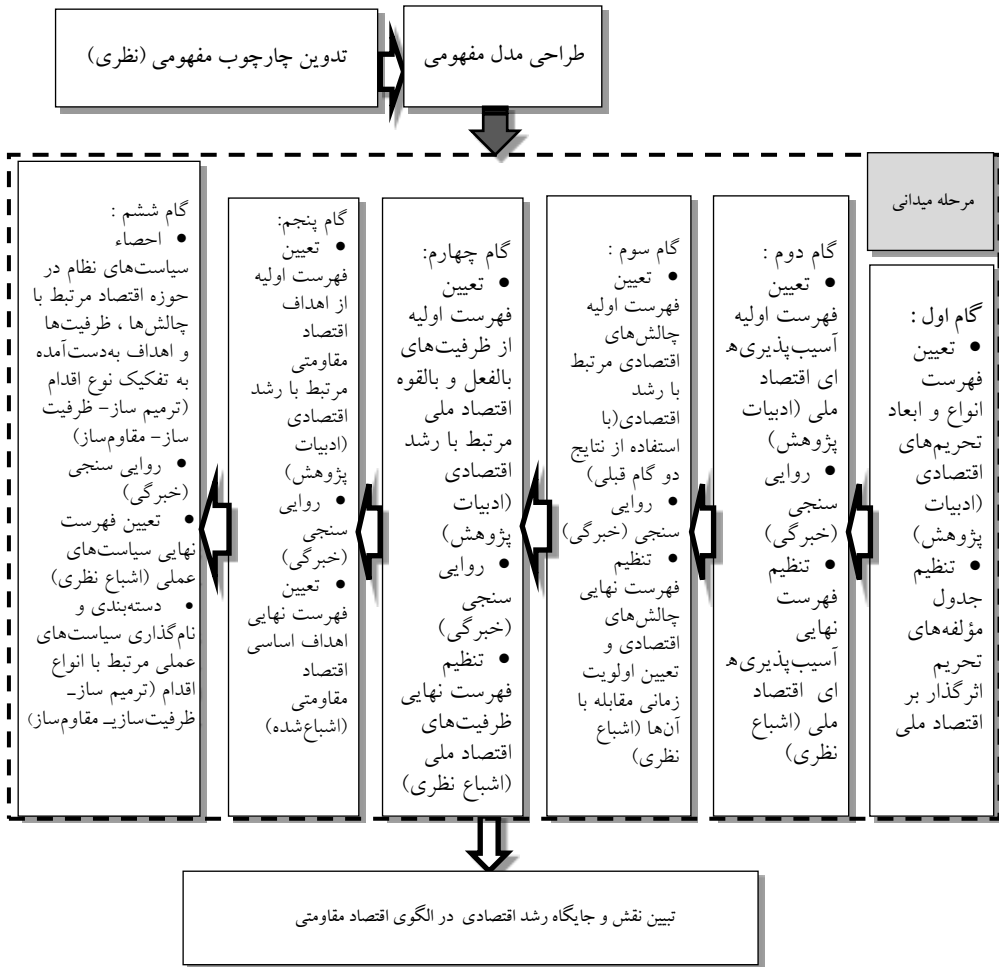 تدوین چارچوب مفهومی (نظری)
طراحی مدل مفهومی
مرحله میدانی
گام اول :
• تعیین
فهرست
انواع و ابعاد
تحریم‌های
اقتصادی
(ادبیات
پژوهش)
• تنظیم
جدول
مؤلفه‌های
تحریم
اثرگذار بر
اقتصاد ملی
گام دوم :
• تعیین
فهرست اولیه
آسیب‌پذیری‌ه
ای اقتصاد
ملی (ادبیات
پژوهش)
• روایی
سنجی
(خبرگی)
• تنظیم
فهرست
نهایی
آسیب‌پذیری‌ه
ای اقتصاد
ملی (اشباع
نظری)
گام سوم :
• تعیین
فهرست اولیه
چالش‌های
اقتصادی مرتبط
با رشد
اقتصادی(با
استفاده از نتایج
دو گام قبلی)
• روایی
سنجی (خبرگی)
• تنظیم
فهرست نهایی
چالش‌های
اقتصادی و
تعیین اولویت
زمانی مقابله با
آن‌ها (اشباع
نظری)
گام چهارم:
• تعیین
فهرست اولیه
از ظرفیت‌های
بالفعل و بالقوه
اقتصاد ملی
مرتبط با رشد
اقتصادی
(ادبیات
پژوهش)
• روایی
سنجی
(خبرگی)
• تنظیم
فهرست نهایی
ظرفیت‌های
اقتصاد ملی
(اشباع نظری)
گام پنجم:
• تعیین
فهرست اولیه
از اهداف
اقتصاد
مقاومتی
مرتبط با رشد
اقتصادی
(ادبیات
پژوهش)
• روایی
سنجی
(خبرگی)
• تعیین
فهرست نهایی
اهداف اساسی
اقتصاد
مقاومتی
(اشباع‌شده)
گام ششم :
• احصاء
سیاست‌های نظام در
حوزه اقتصاد مرتبط با
چالش‌ها ، ظرفیت‌ها
و اهداف به‌دست‌آمده
به تفکیک نوع اقدام
(ترمیم ساز- ظرفیت
ساز- مقاوم‌ساز)
• روایی سنجی
(خبرگی)
• تعیین فهرست
نهایی سیاست‌های
عملی (اشباع نظری)
• دسته‌بندی و
نام‌گذاری سیاست‌های
عملی مرتبط با انواع
اقدام (ترمیم سازـ
ظرفیت‌سازیـ مقاوم‌ساز)
تبیین نقش و جایگاه رشد اقتصادی در الگوی اقتصاد مقاومتی